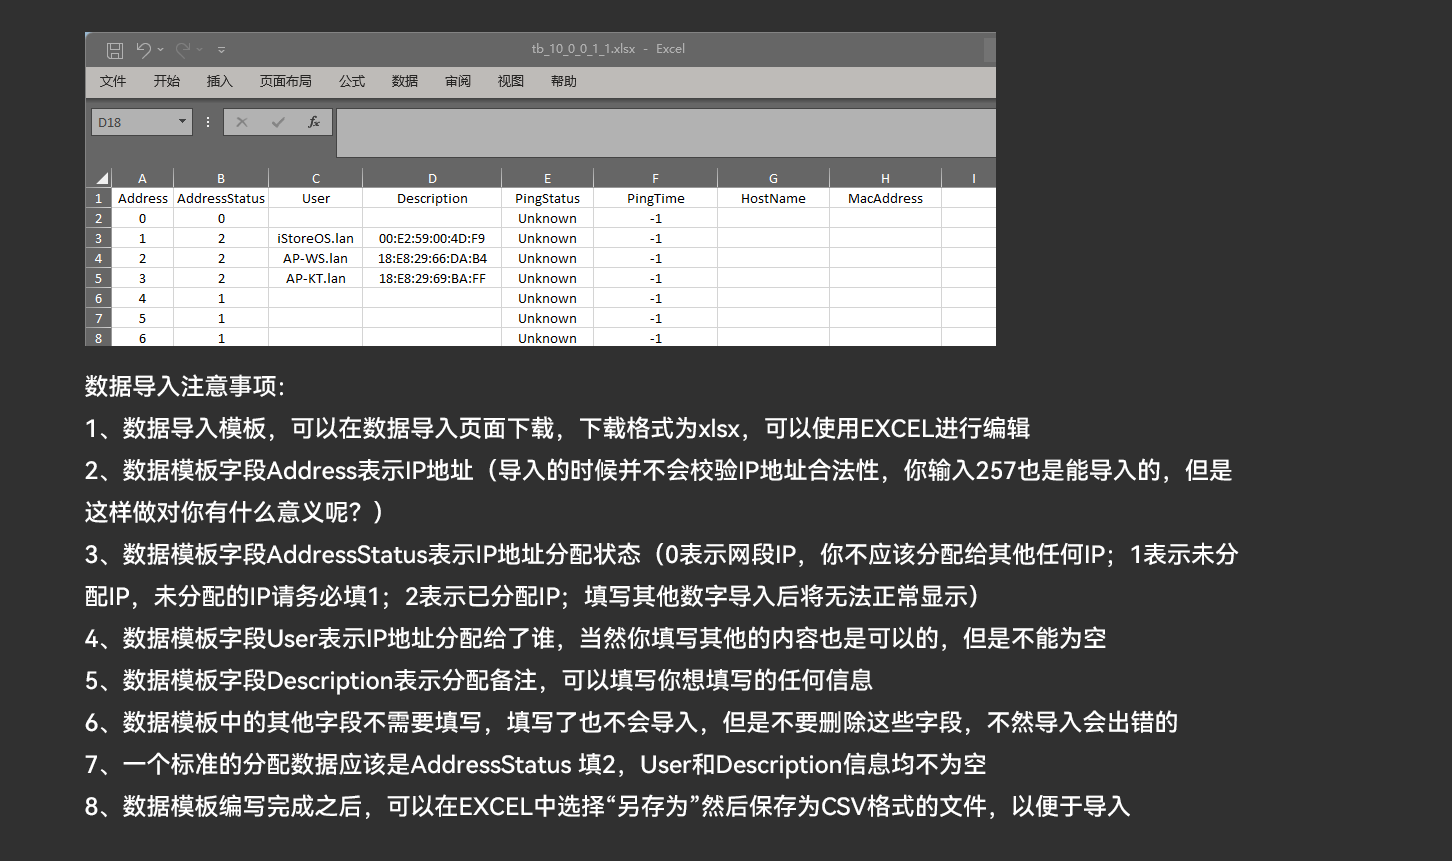 tb_10_0_0_1_1.xlsx - Excel
文件 开始 插入 页面布局 公式 数据 审阅 视图 帮助
D18 fx
A B C D E F G H I
1 Address AddressStatus User Description PingStatus PingTime HostName MacAddress
2 0 0 Unknown -1
3 1 2 iStoreOS.lan 00:E2:59:00:4D:F9 Unknown -1
4 2 2 AP-WS.lan 18:E8:29:66:DA:B4 Unknown -1
5 3 2 AP-KT.lan 18:E8:29:69:BA:FF Unknown -1
6 4 1 Unknown -1
7 5 1 Unknown -1
8 6 1 Unknown -1
数据导入注意事项：
1、数据导入模板，可以在数据导入页面下载，下载格式为xlsx，可以使用EXCEL进行编辑
2、数据模板字段Address表示IP地址（导入的时候并不会校验IP地址合法性，你输入257也是能导入的，但是
这样做对你有什么意义呢？）
3、数据模板字段AddressStatus表示IP地址分配状态（0表示网段IP，你不应该分配给其他任何IP；1表示未分
配IP，未分配的IP请务必填1；2表示已分配IP；填写其他数字导入后将无法正常显示）
4、数据模板字段User表示IP地址分配给了谁，当然你填写其他的内容也是可以的，但是不能为空
5、数据模板字段Description表示分配备注，可以填写你想填写的任何信息
6、数据模板中的其他字段不需要填写，填写了也不会导入，但是不要删除这些字段，不然导入会出错的
7、一个标准的分配数据应该是AddressStatus 填2，User和Description信息均不为空
8、数据模板编写完成之后，可以在EXCEL中选择“另存为”然后保存为CSV格式的文件，以便于导入